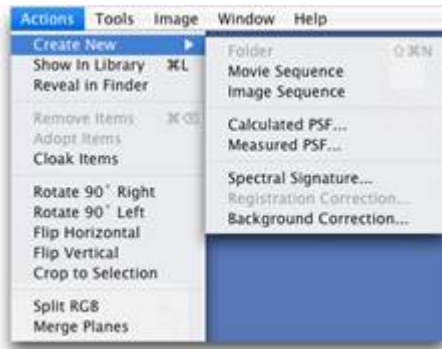 Actions Tools Image Window Help
Create New ▶
Show In Library ⌘L
Reveal in Finder
Remove Items ⌘⌫
Adopt Items
Cloak Items
Rotate 90° Right
Rotate 90° Left
Flip Horizontal
Flip Vertical
Crop to Selection
Split RGB
Merge Planes
Folder ⇧⌘N
Movie Sequence
Image Sequence
Calculated PSF...
Measured PSF...
Spectral Signature...
Registration Correction...
Background Correction...